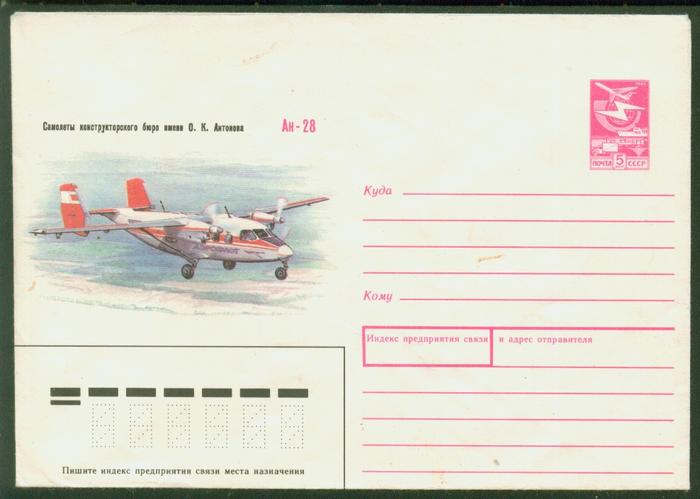 Самолеты конструкторского бюро имени О. К. Антонова Ан-28
ПОЧТА 5 СССР
Куда
Кому
Индекс предприятия связи и адрес отправителя
Пишите индекс предприятия связи места назначения